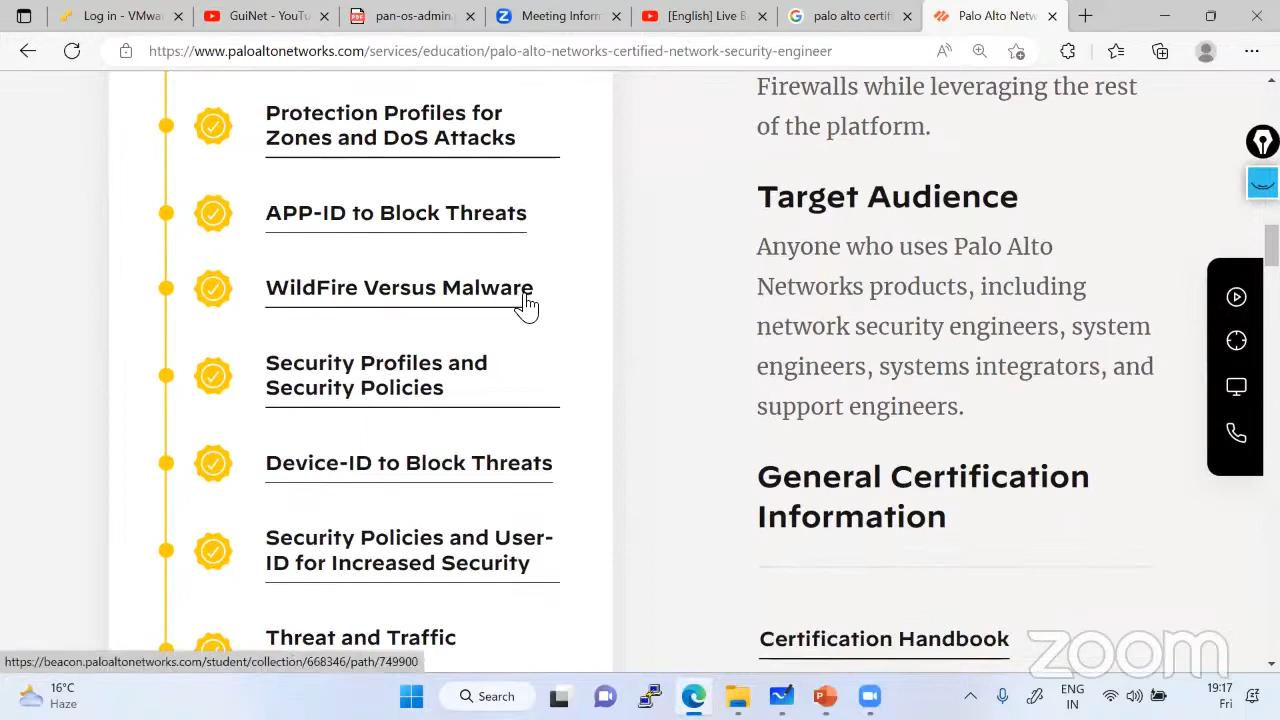 Log in - VMwa
GuiNet - YouTu
PDF
pan-os-admin.
Meeting Inform
[English] Live B
palo alto certifi
Palo Alto Netw
https://www.paloaltonetworks.com/services/education/palo-alto-networks-certified-network-security-engineer
Protection Profiles for
Zones and DoS Attacks
APP-ID to Block Threats
WildFire Versus Malware
Security Profiles and
Security Policies
Device-ID to Block Threats
Security Policies and User-
ID for Increased Security
Threat and Traffic
Firewalls while leveraging the rest
of the platform.
Target Audience
Anyone who uses Palo Alto
Networks products, including
network security engineers, system
engineers, systems integrators, and
support engineers.
General Certification
Information
Certification Handbook
zoom
https://beacon.paloaltonetworks.com/student/collection/668346/path/749900
16°C
Haze
Search
ENG
IN
19:17
Fri